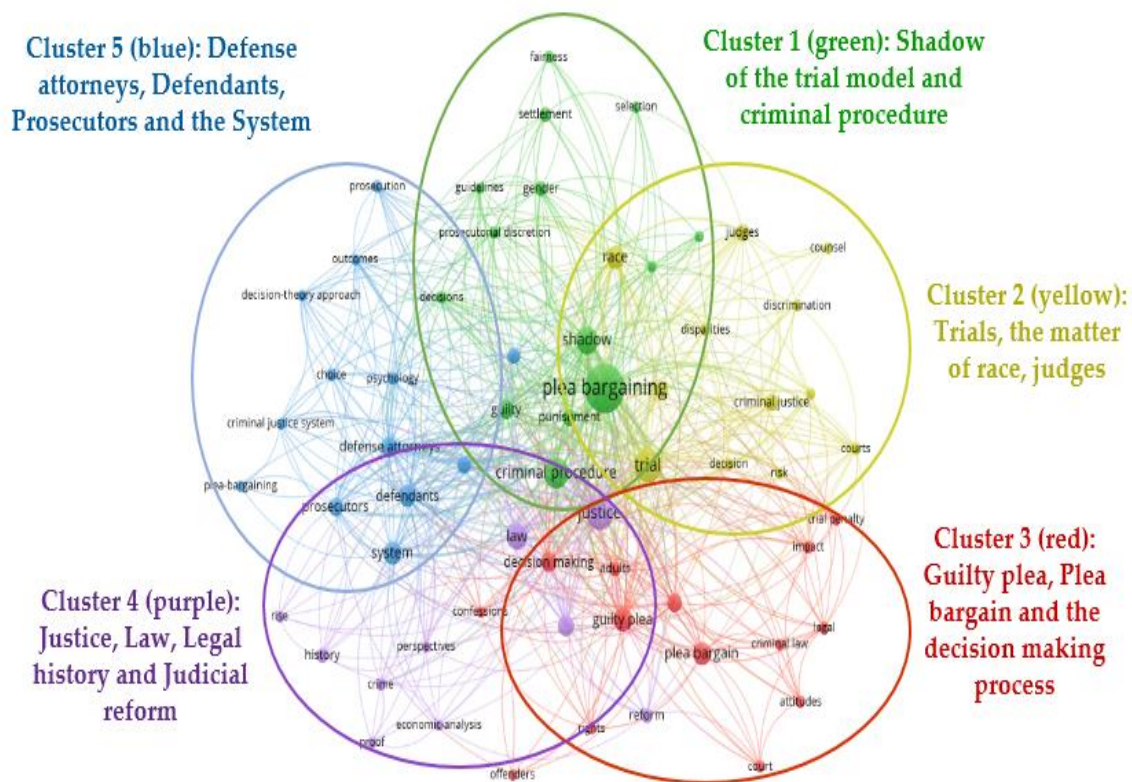 Cluster 5 (blue): Defense
attorneys, Defendants,
Prosecutors and the System
Cluster 1 (green): Shadow
of the trial model and
criminal procedure
fairness
settlement
selection
guidelines
gender
prosecutorial discretion
decisions
shadow
plea bargaining
guilty
punishment
criminal procedure
prosecution
outcomes
decision-theory approach
choice
psychology
criminal justice system
defense attorneys
plea-bargaining
prosecutors
defendants
system
race
judges
counsel
discrimination
disparities
criminal justice
courts
decision
risk
trial
Cluster 2 (yellow):
Trials, the matter
of race, judges
Cluster 4 (purple):
Justice, Law, Legal
history and Judicial
reform
justice
law
rise
history
perspectives
crime
economic-analysis
proof
reform
decision making
adults
confessions
guilty plea
plea bargain
trial penalty
impact
legal
criminal law
attitudes
rights
offenders
court
Cluster 3 (red):
Guilty plea, Plea
bargain and the
decision making
process